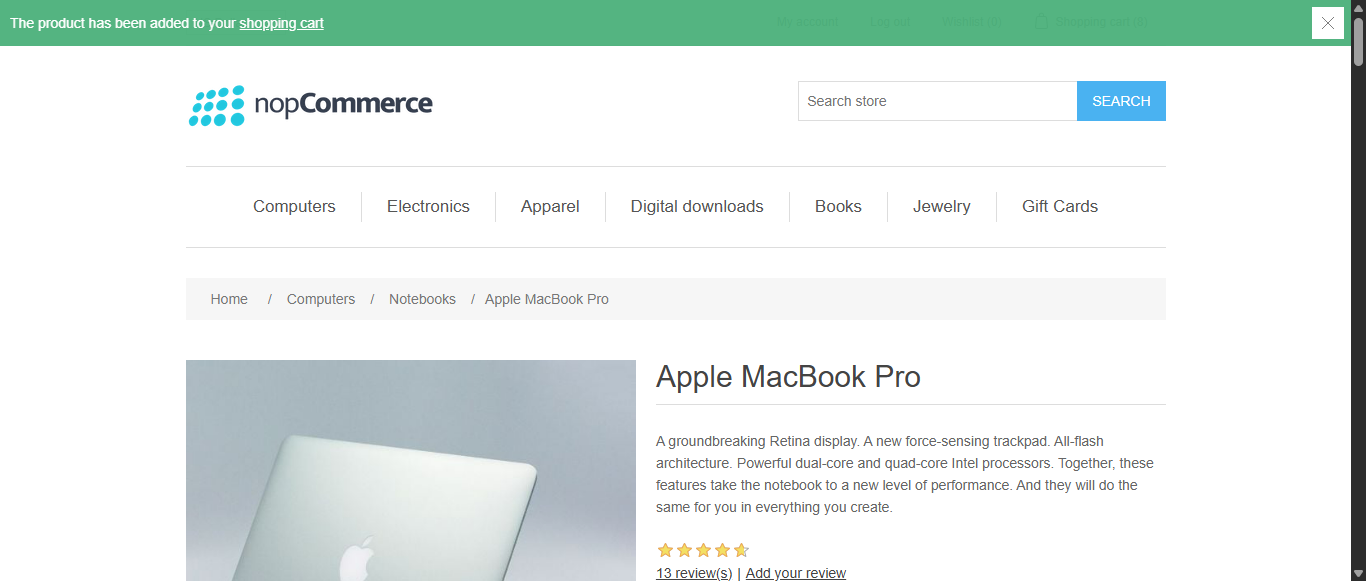 The product has been added to your shopping cart
My account Log out Wishlist (0) Shopping cart (0)
nopCommerce
Search store
SEARCH
Computers
Electronics
Apparel
Digital downloads
Books
Jewelry
Gift Cards
Home / Computers / Notebooks / Apple MacBook Pro
Apple MacBook Pro
A groundbreaking Retina display. A new force-sensing trackpad. All-flash
architecture. Powerful dual-core and quad-core Intel processors. Together, these
features take the notebook to a new level of performance. And they will do the
same for you in everything you create.
13 review(s) | Add your review